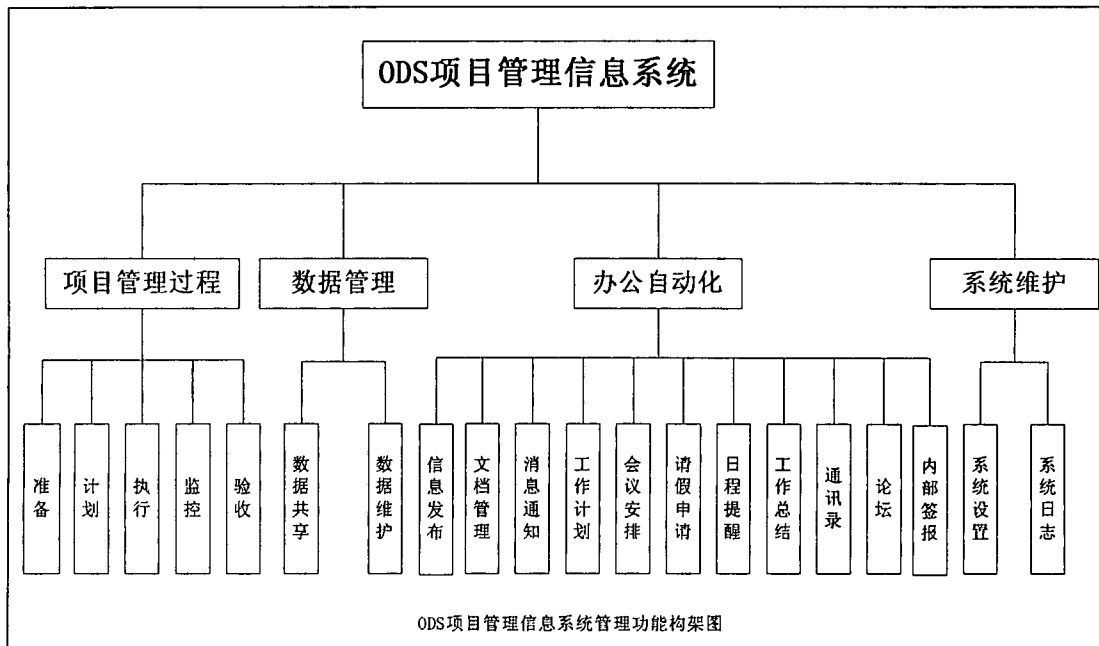 ODS项目管理信息系统
项目管理过程
数据管理
办公自动化
系统维护
准备
计划
执行
监控
验收
数据共享
数据维护
信息发布
文档管理
消息通知
工作计划
会议安排
请假申请
日程提醒
工作总结
通讯录
论坛
内部签报
系统设置
系统日志
ODS项目管理信息系统管理功能构架图